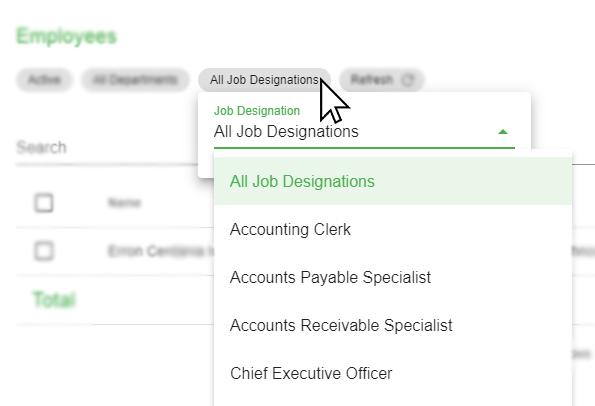 Employees
Active All Departments All Job Designations Refresh
Job Designation
All Job Designations
Search
All Job Designations
Name
Accounting Clerk
Erron
Accounts Payable Specialist
Total
Accounts Receivable Specialist
Chief Executive Officer